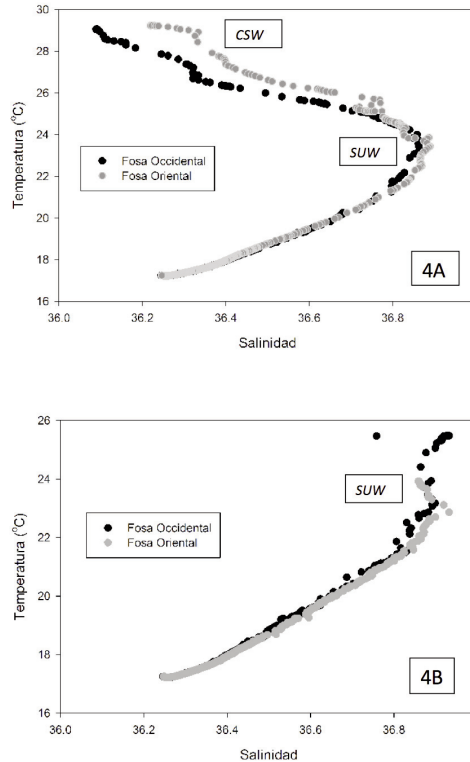 30
28
26
24
22
20
18
16
Temperatura (°C)
CSW
SUW
Fosa Occidental
Fosa Oriental
4A
36.0 36.2 36.4 36.6 36.8
Salinidad
26
24
22
20
18
16
Temperatura (°C)
SUW
Fosa Occidental
Fosa Oriental
4B
36.0 36.2 36.4 36.6 36.8
Salinidad